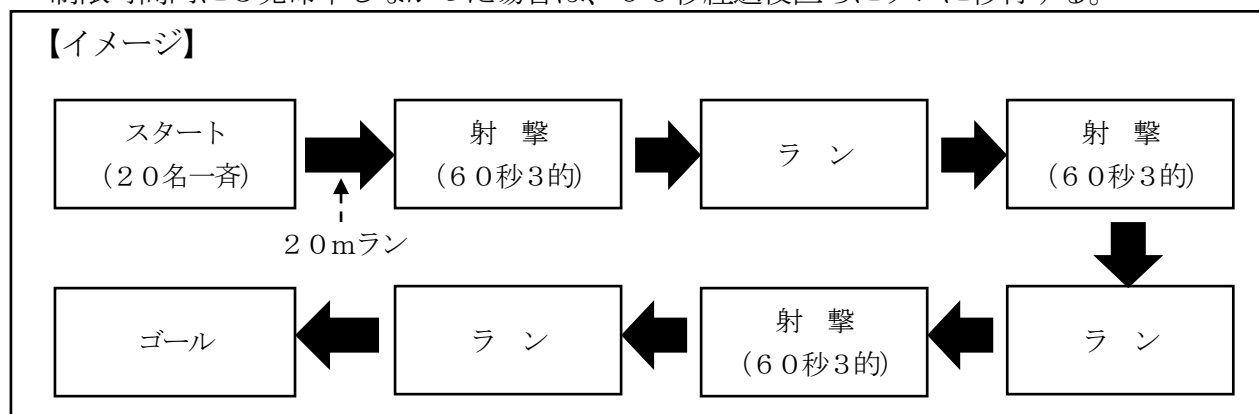 【イメージ】
スタート
(２０名一斉)
２０ｍラン
射 撃
(６０秒３的)
ラ ン
射 撃
(６０秒３的)
ラ ン
射 撃
(６０秒３的)
ラ ン
ゴール